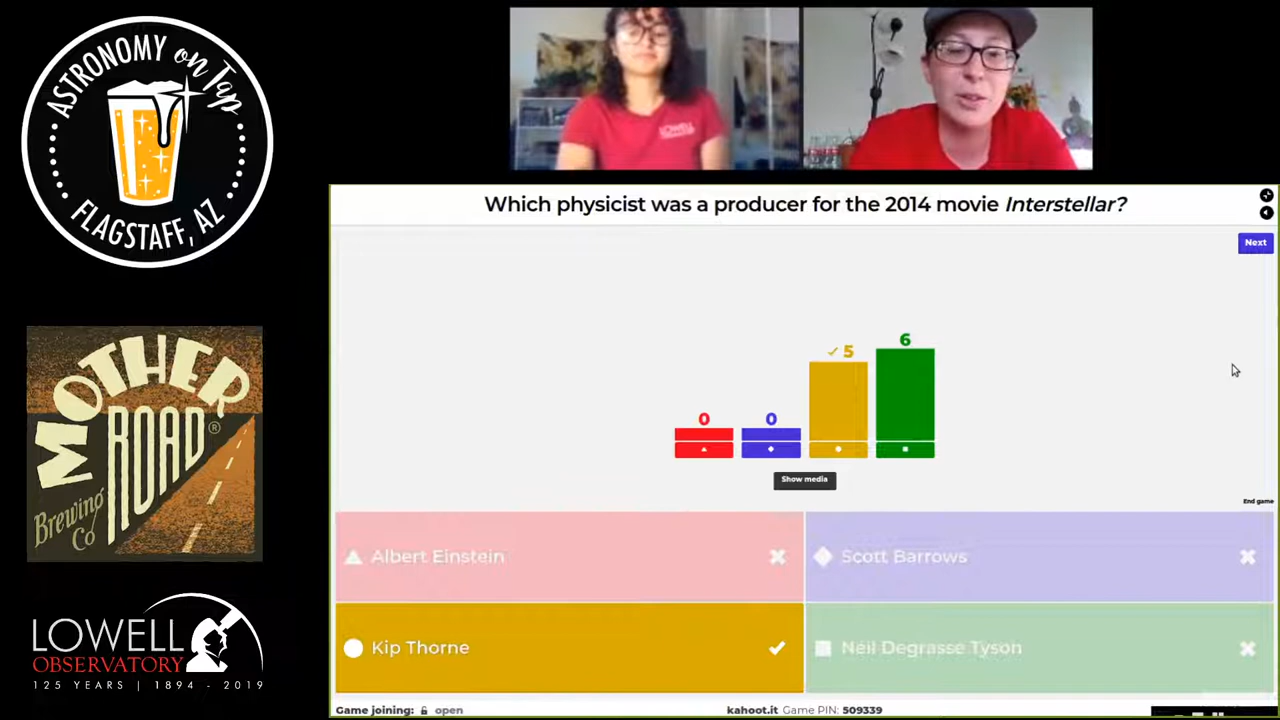 ASTRONOMY on Tap
FLAGSTAFF, AZ
LOWELL
Which physicist was a producer for the 2014 movie Interstellar?
Next
MOTHER
ROAD®
Brewing
Co
0
0
5
6
Show media
End game
Albert Einstein
Scott Barrows
Kip Thorne
Neil Degrasse Tyson
LOWELL
OBSERVATORY
125 YEARS | 1894 - 2019
Game joining: open
kahoot.it Game PIN: 509339